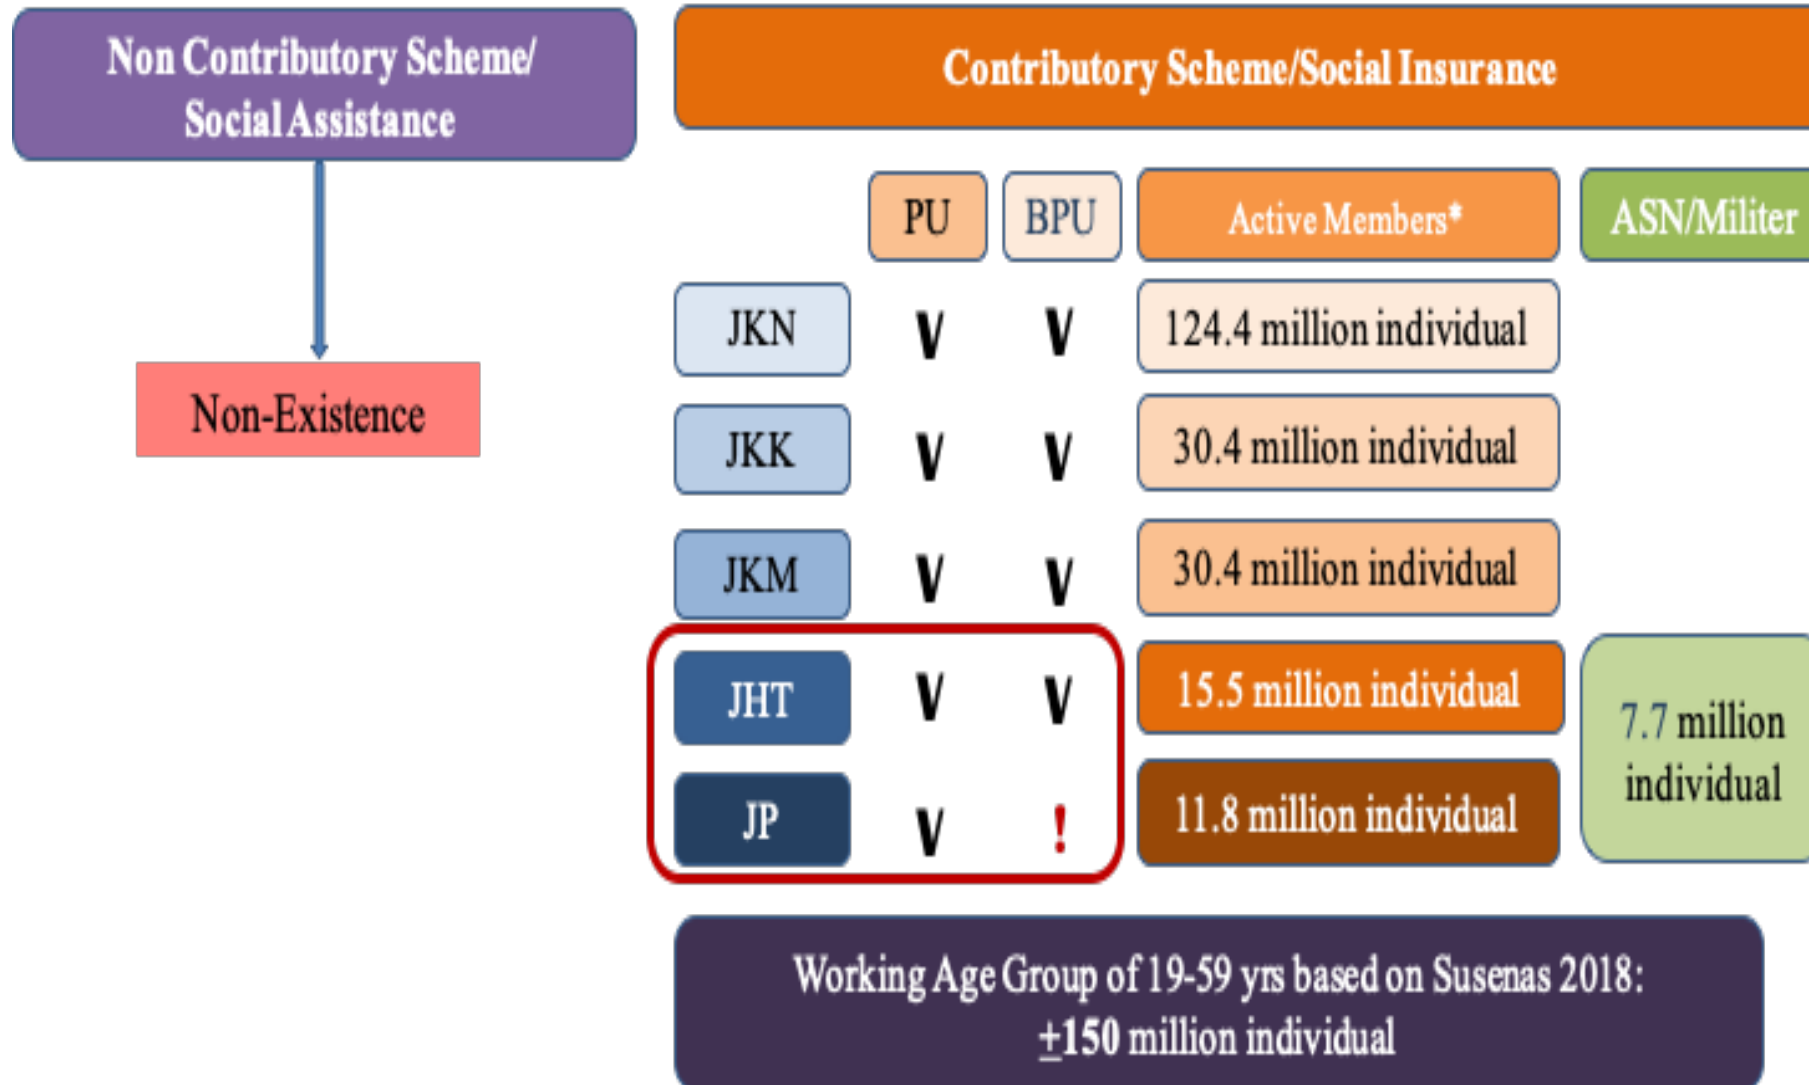 Non Contributory Scheme/
Social Assistance
Non-Existence
Contributory Scheme/Social Insurance
PU BPU Active Members* ASN/Militer
JKN V V 124.4 million individual
JKK V V 30.4 million individual
JKM V V 30.4 million individual
JHT V V 15.5 million individual
JP V ! 11.8 million individual
7.7 million
individual
Working Age Group of 19-59 yrs based on Susenas 2018:
±150 million individual